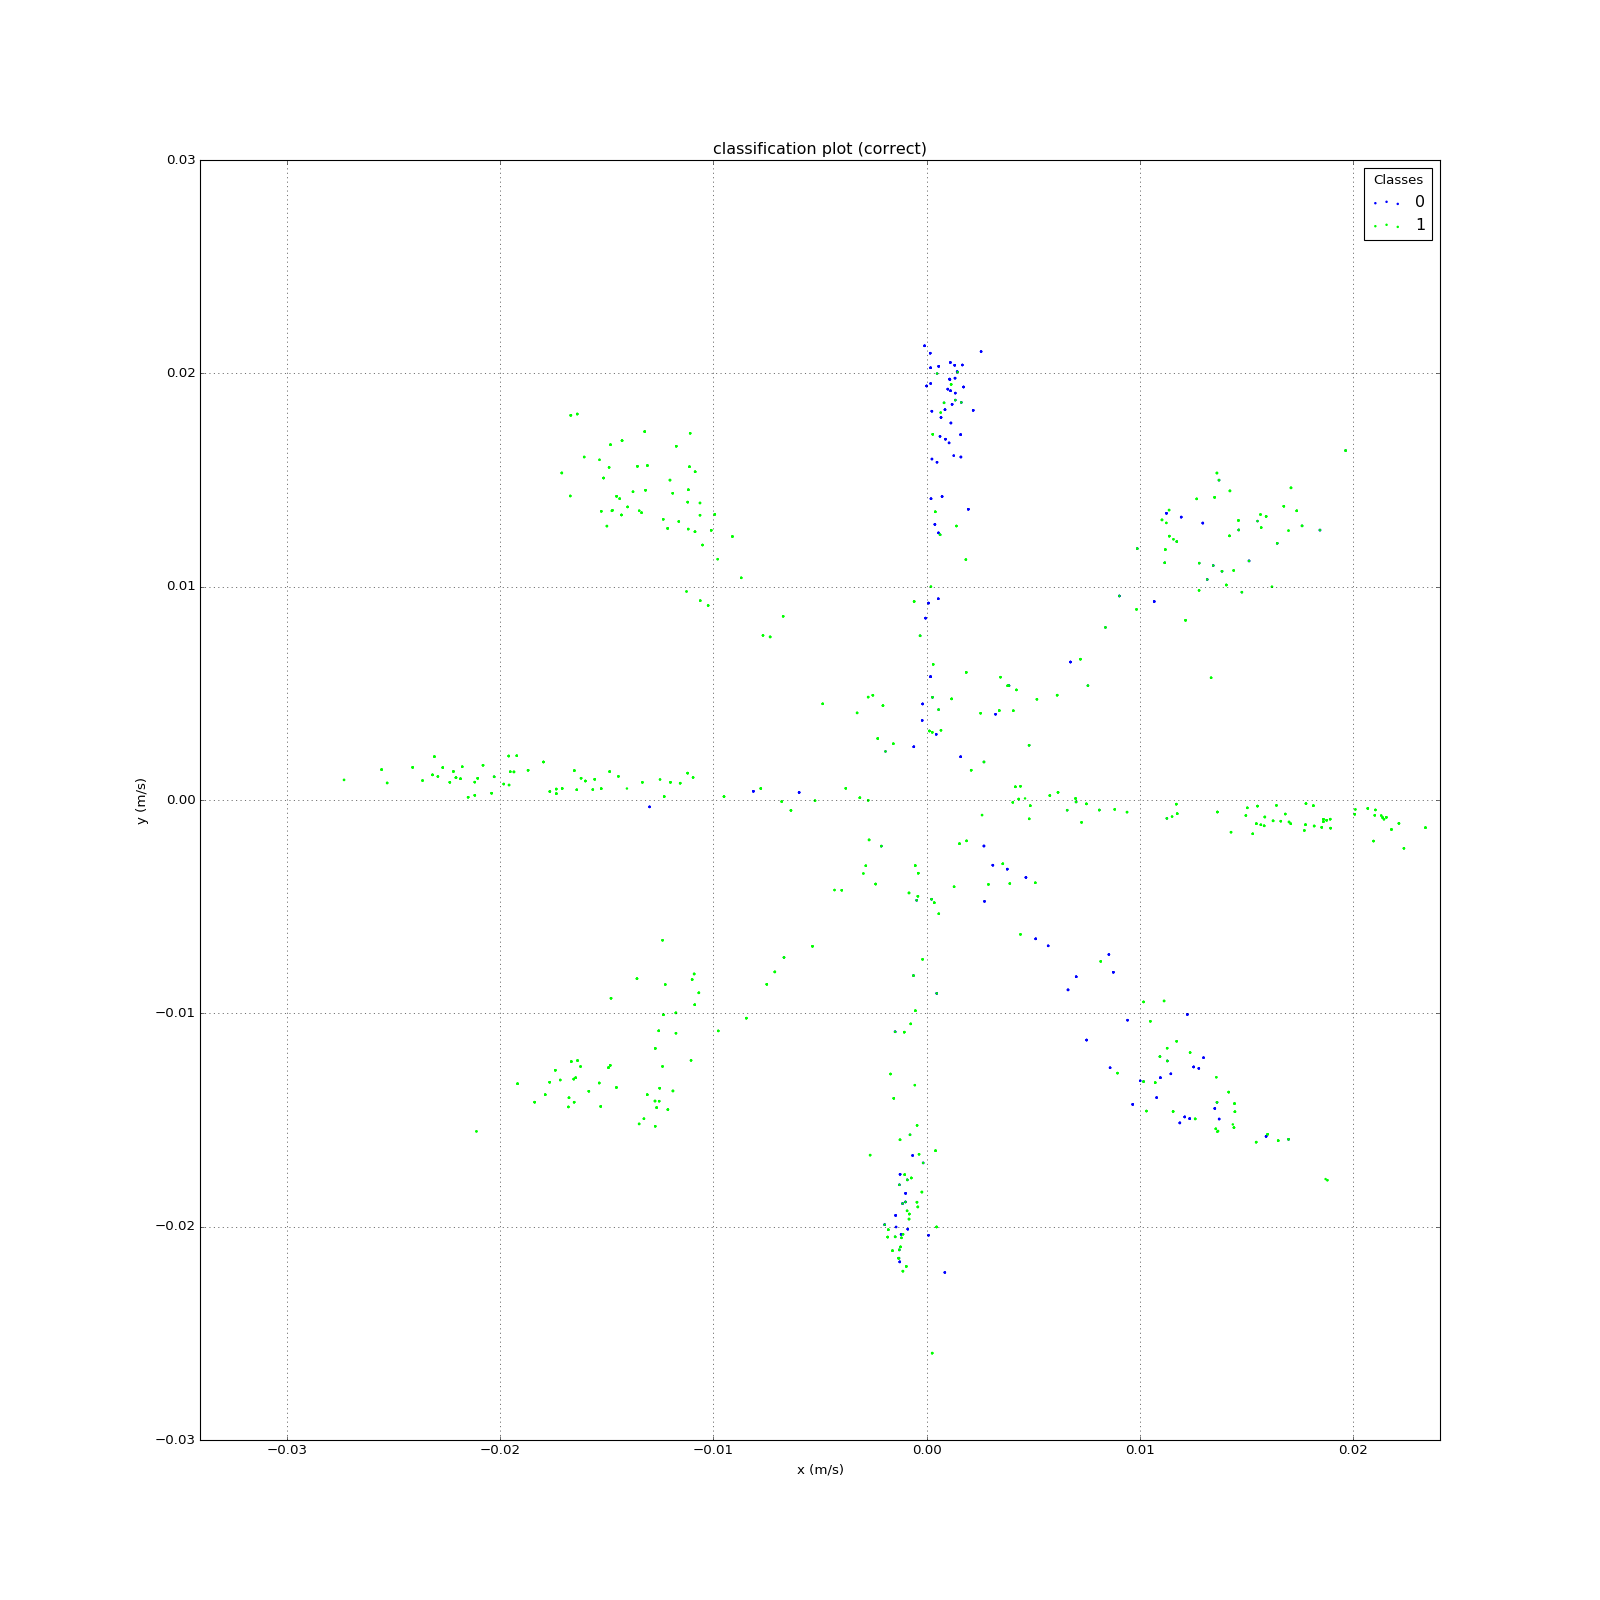 classification plot (correct)
0.03
Classes
0
1
0.02
0.01
y (m/s)
0.00
−0.01
−0.02
−0.03
−0.03 −0.02 −0.01 0.00 0.01 0.02
x (m/s)